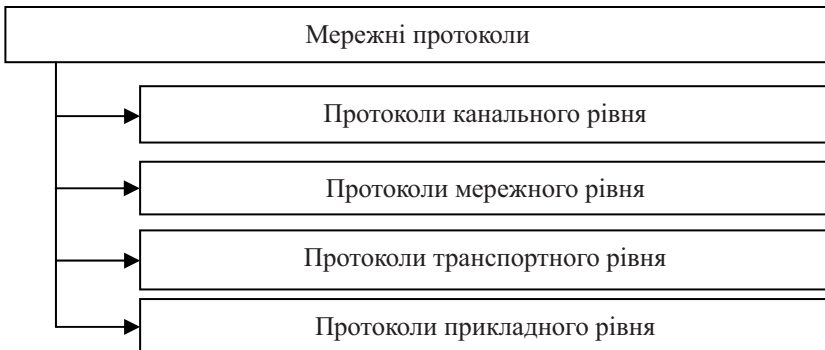 Мережні протоколи
Протоколи канального рівня
Протоколи мережного рівня
Протоколи транспортного рівня
Протоколи прикладного рівня